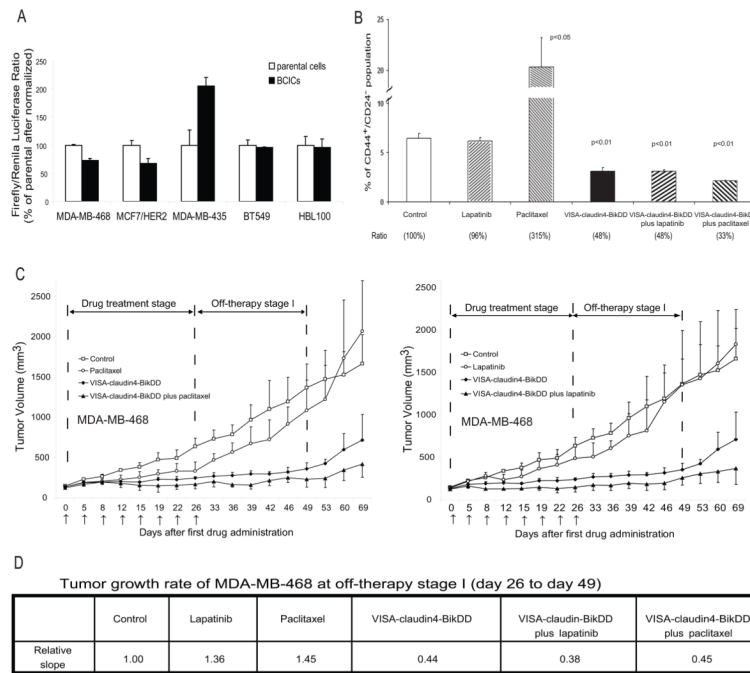 A
Firefly/Renila Luciferase Ratio
(% of parental after normailized)
250
200
150
100
50
0
parental cells
BCICs
MDA-MB-468 MCF7/HER2 MDA-MB-435 BT549 HBL100
B
% of CD44+/CD24- population
25
20
10
5
0
p<0.05
p<0.01
p<0.01
p<0.01
Control Lapatinib Paclitaxel VISA-claudin4-BikDD VISA-claudin4-BikDD VISA-claudin4-BikDD
plus lapatinib plus paclitaxel
Ratio (100%) (96%) (315%) (48%) (48%) (33%)
C
Tumor Volume (mm3)
2500
2000
1500
1000
500
0
Drug treatment stage Off-therapy stage I
Control
Paclitaxel
VISA-claudin4-BikDD
VISA-claudin4-BikDD plus paclitaxel
MDA-MB-468
0 5 8 12 15 19 22 26 33 36 39 42 46 49 53 60 69
Days after first drug administration
Tumor Volume (mm3)
2500
2000
1500
1000
500
0
Drug treatment stage Off-therapy stage I
Control
Lapatinib
VISA-claudin4-BikDD
VISA-claudin4-BikDD plus lapatinib
MDA-MB-468
0 5 8 12 15 19 22 26 33 36 39 42 46 49 53 60 69
Days after first drug administration
D
Tumor growth rate of MDA-MB-468 at off-therapy stage I (day 26 to day 49)
Control Lapatinib Paclitaxel VISA-claudin4-BikDD VISA-claudin-BikDD VISA-claudin4-BikDD
plus lapatinib plus paclitaxel
Relative
slope 1.00 1.36 1.45 0.44 0.38 0.45